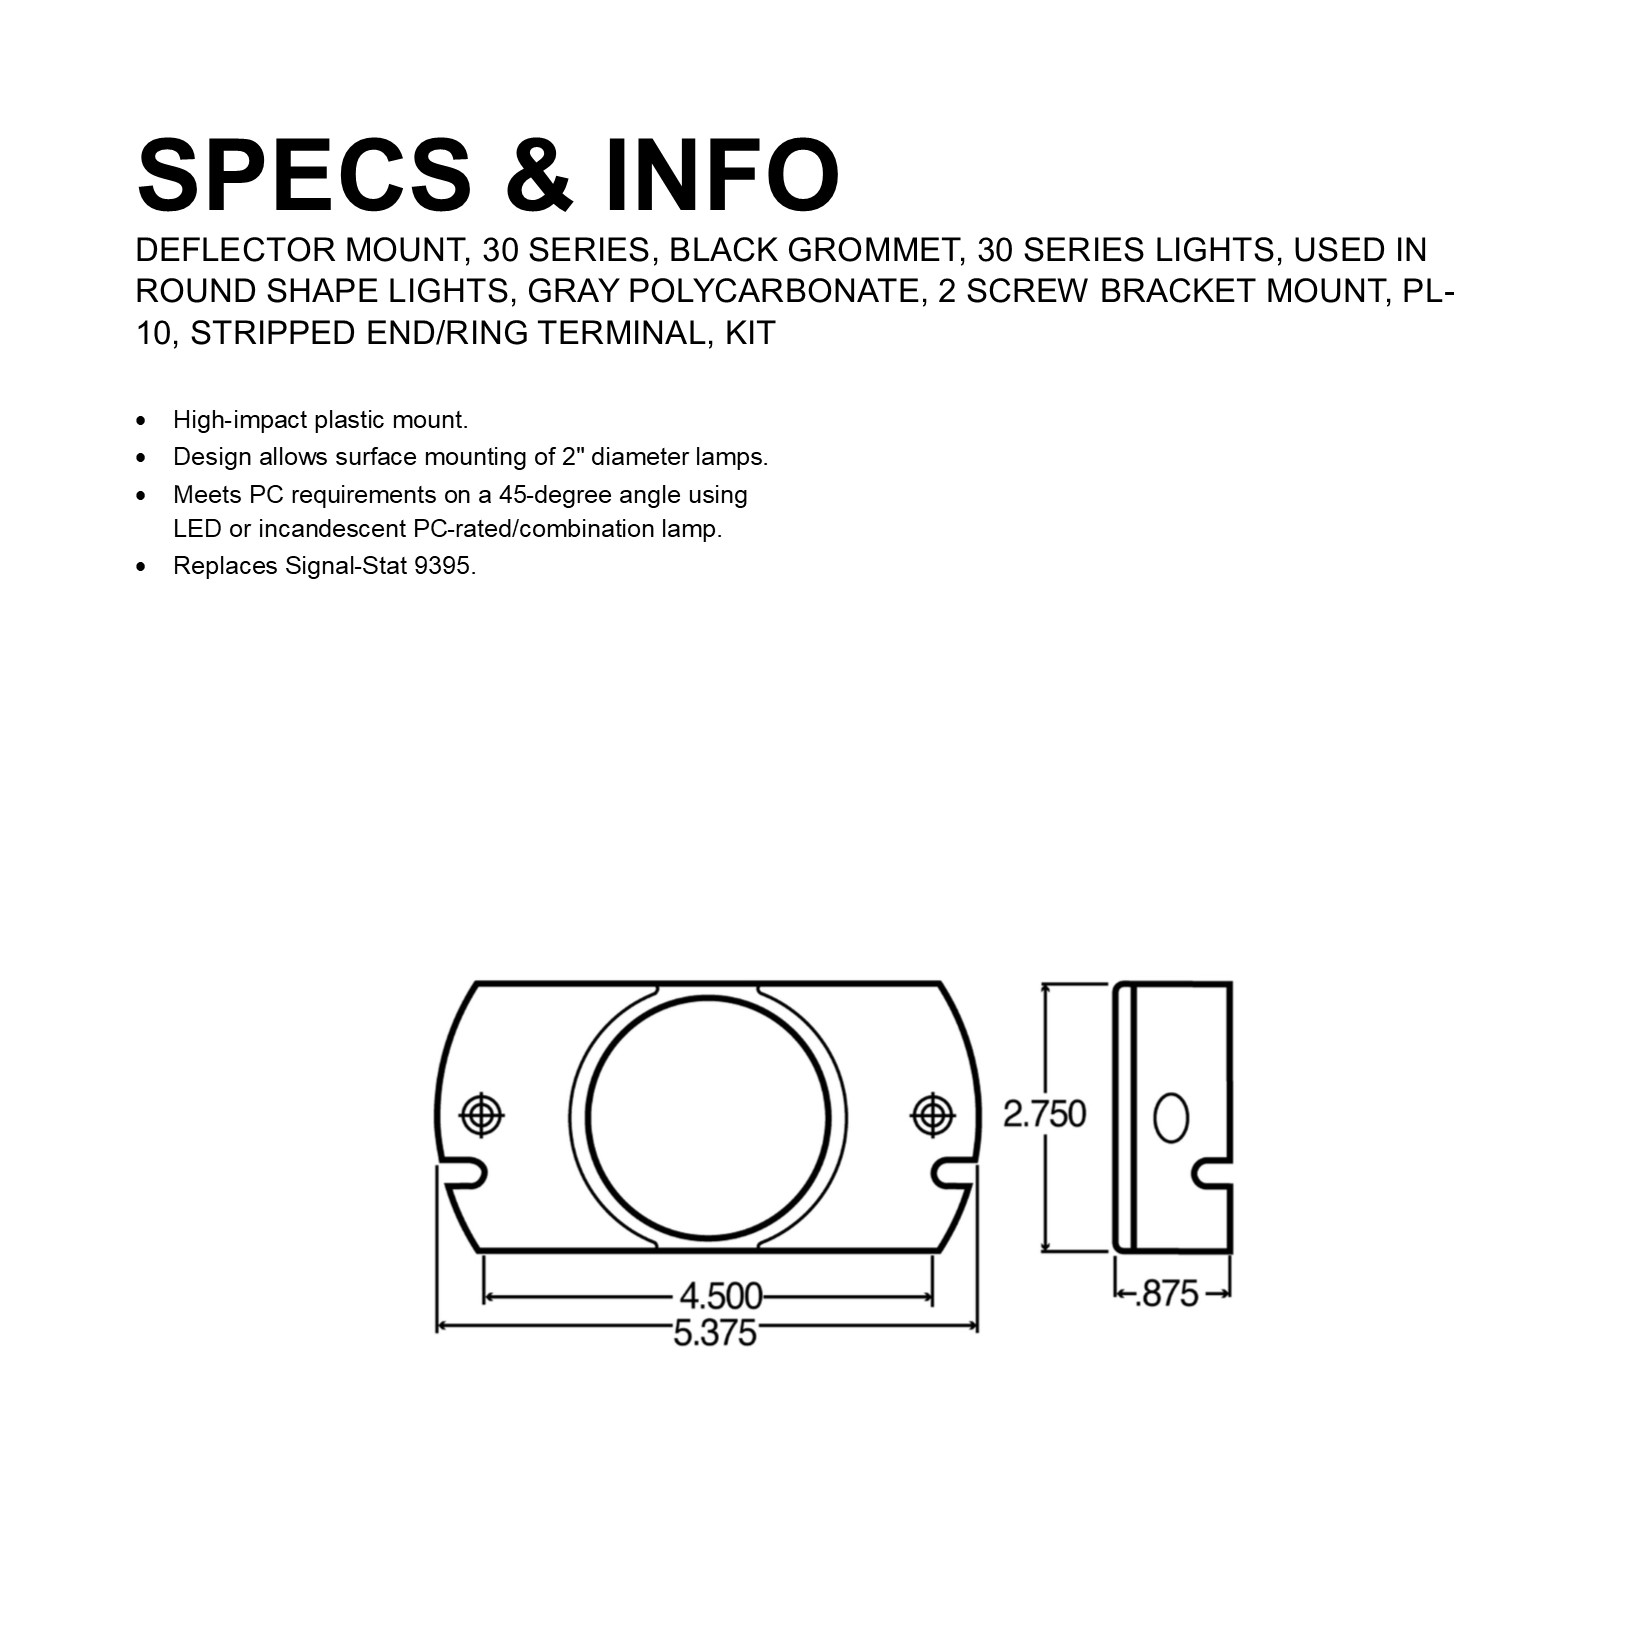 SPECS & INFO
DEFLECTOR MOUNT, 30 SERIES, BLACK GROMMET, 30 SERIES LIGHTS, USED IN
ROUND SHAPE LIGHTS, GRAY POLYCARBONATE, 2 SCREW BRACKET MOUNT, PL-
10, STRIPPED END/RING TERMINAL, KIT
• High-impact plastic mount.
• Design allows surface mounting of 2" diameter lamps.
• Meets PC requirements on a 45-degree angle using
LED or incandescent PC-rated/combination lamp.
• Replaces Signal-Stat 9395.
2.750
4.500
.875
5.375